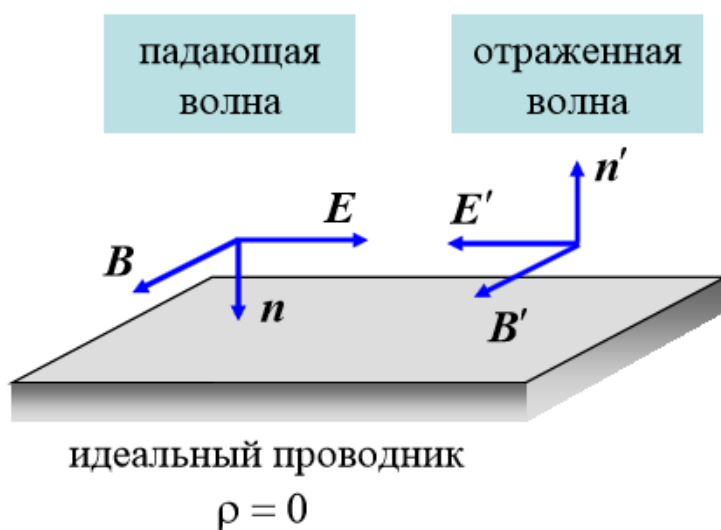 падающая
волна
отраженная
волна
E
B
n
n′
E′
B′
идеальный проводник
ρ = 0